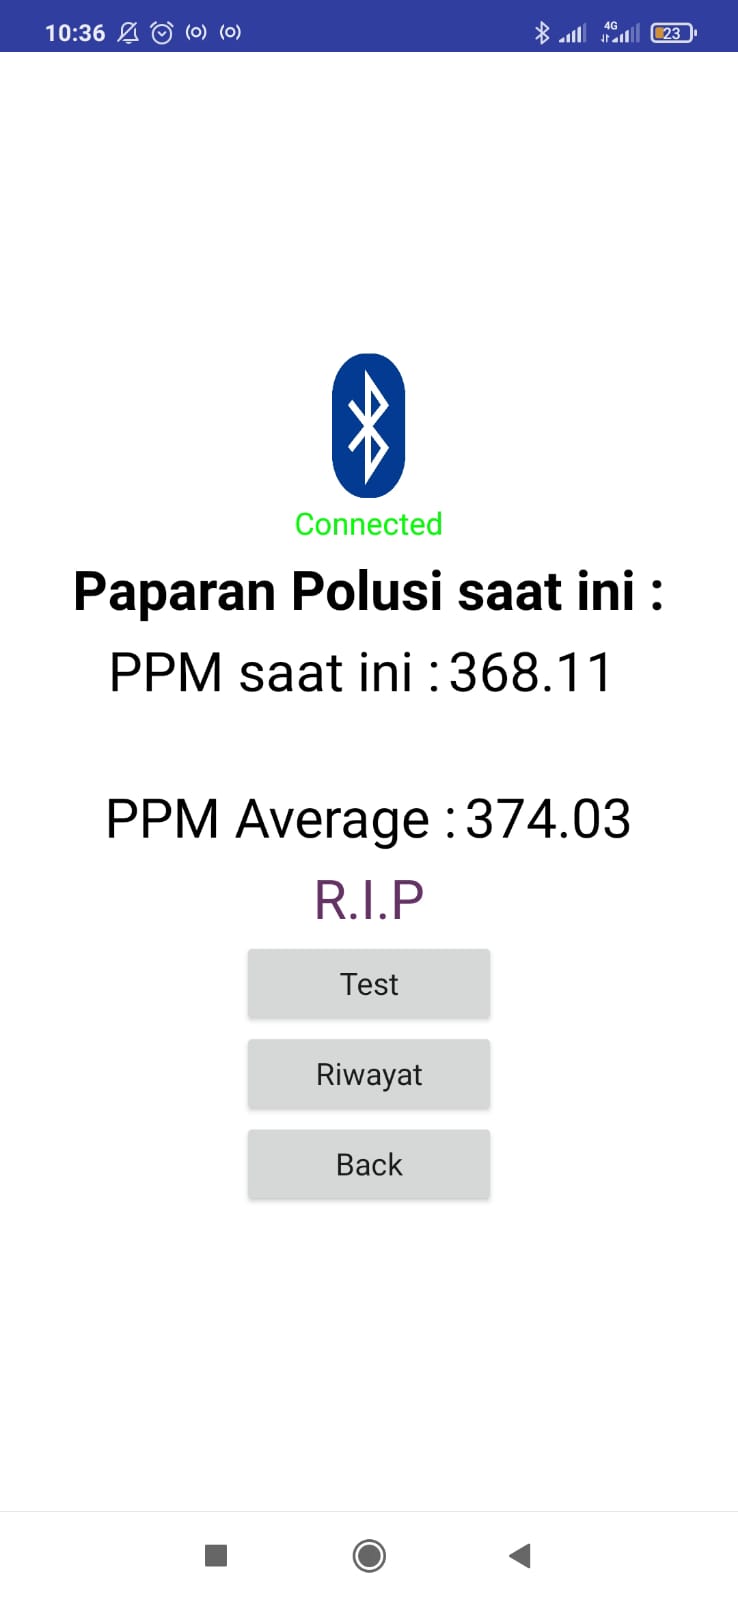 10:36
4G
23
Connected
Paparan Polusi saat ini :
PPM saat ini : 368.11
PPM Average : 374.03
R.I.P
Test
Riwayat
Back